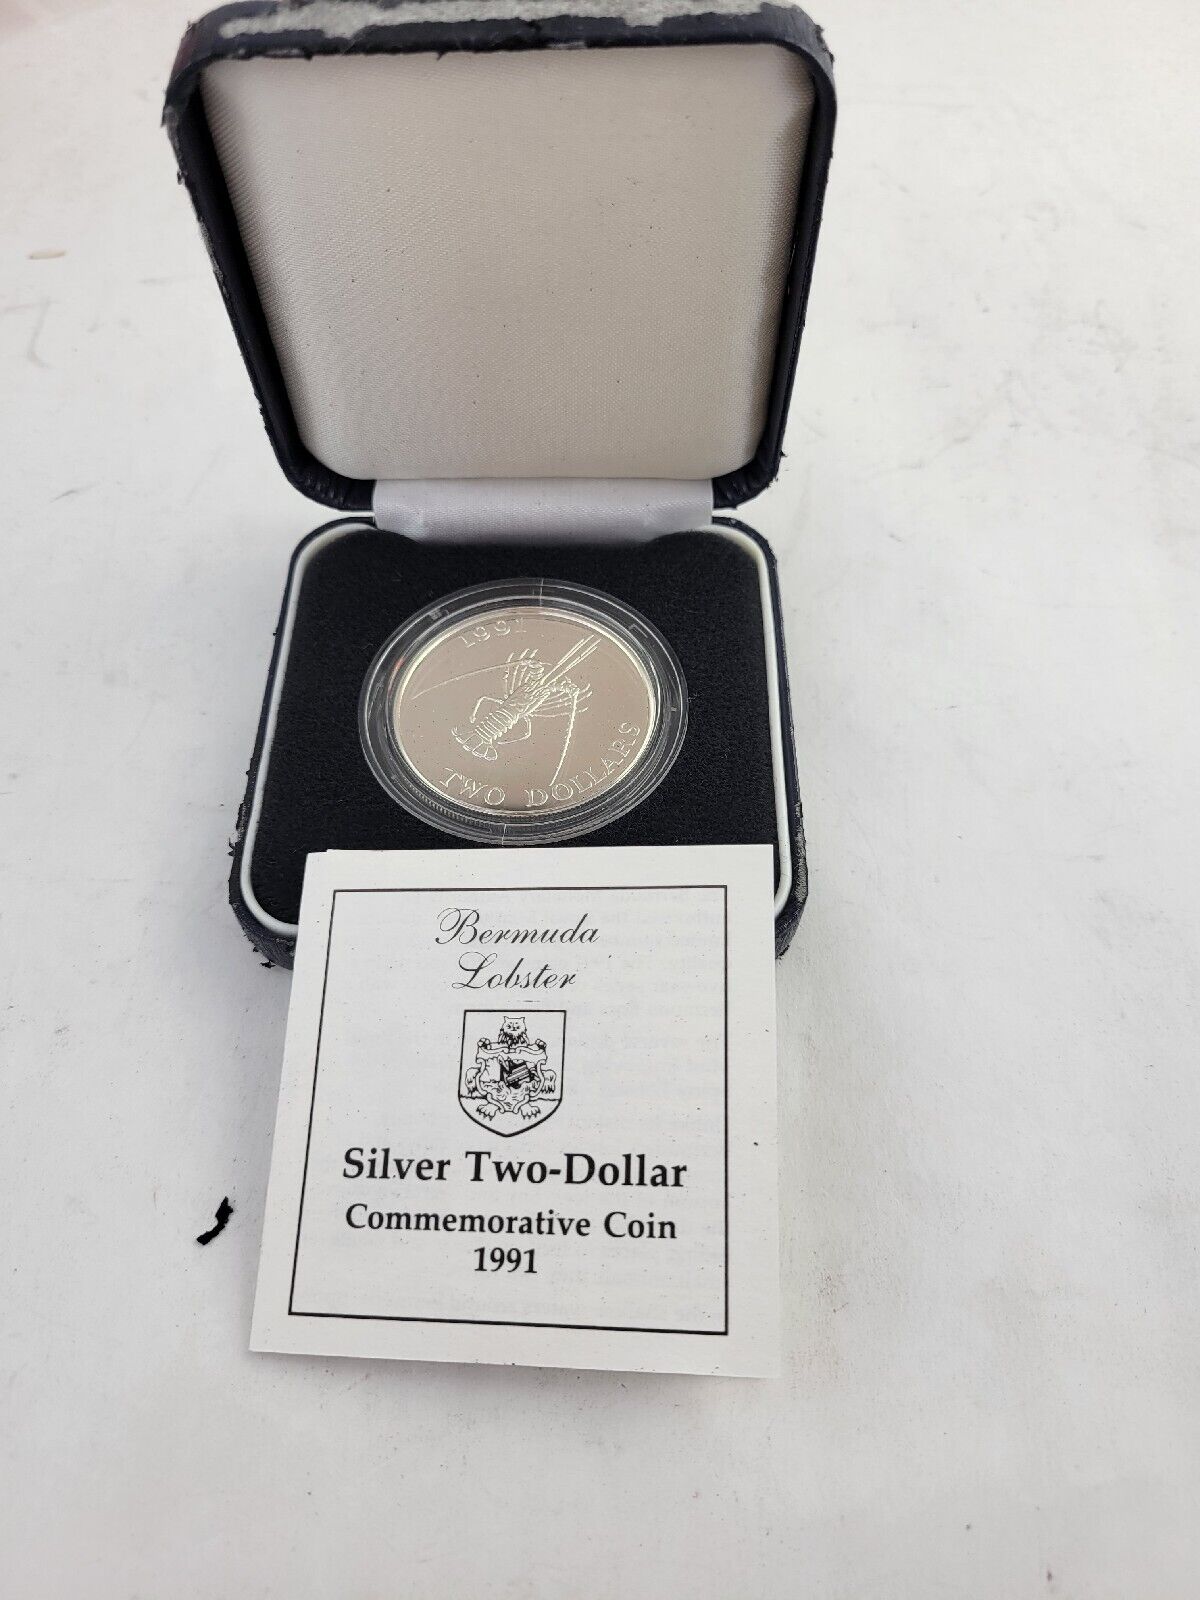 1991
TWO DOLLARS
Bermuda
Lobster
Silver Two-Dollar
Commemorative Coin
1991